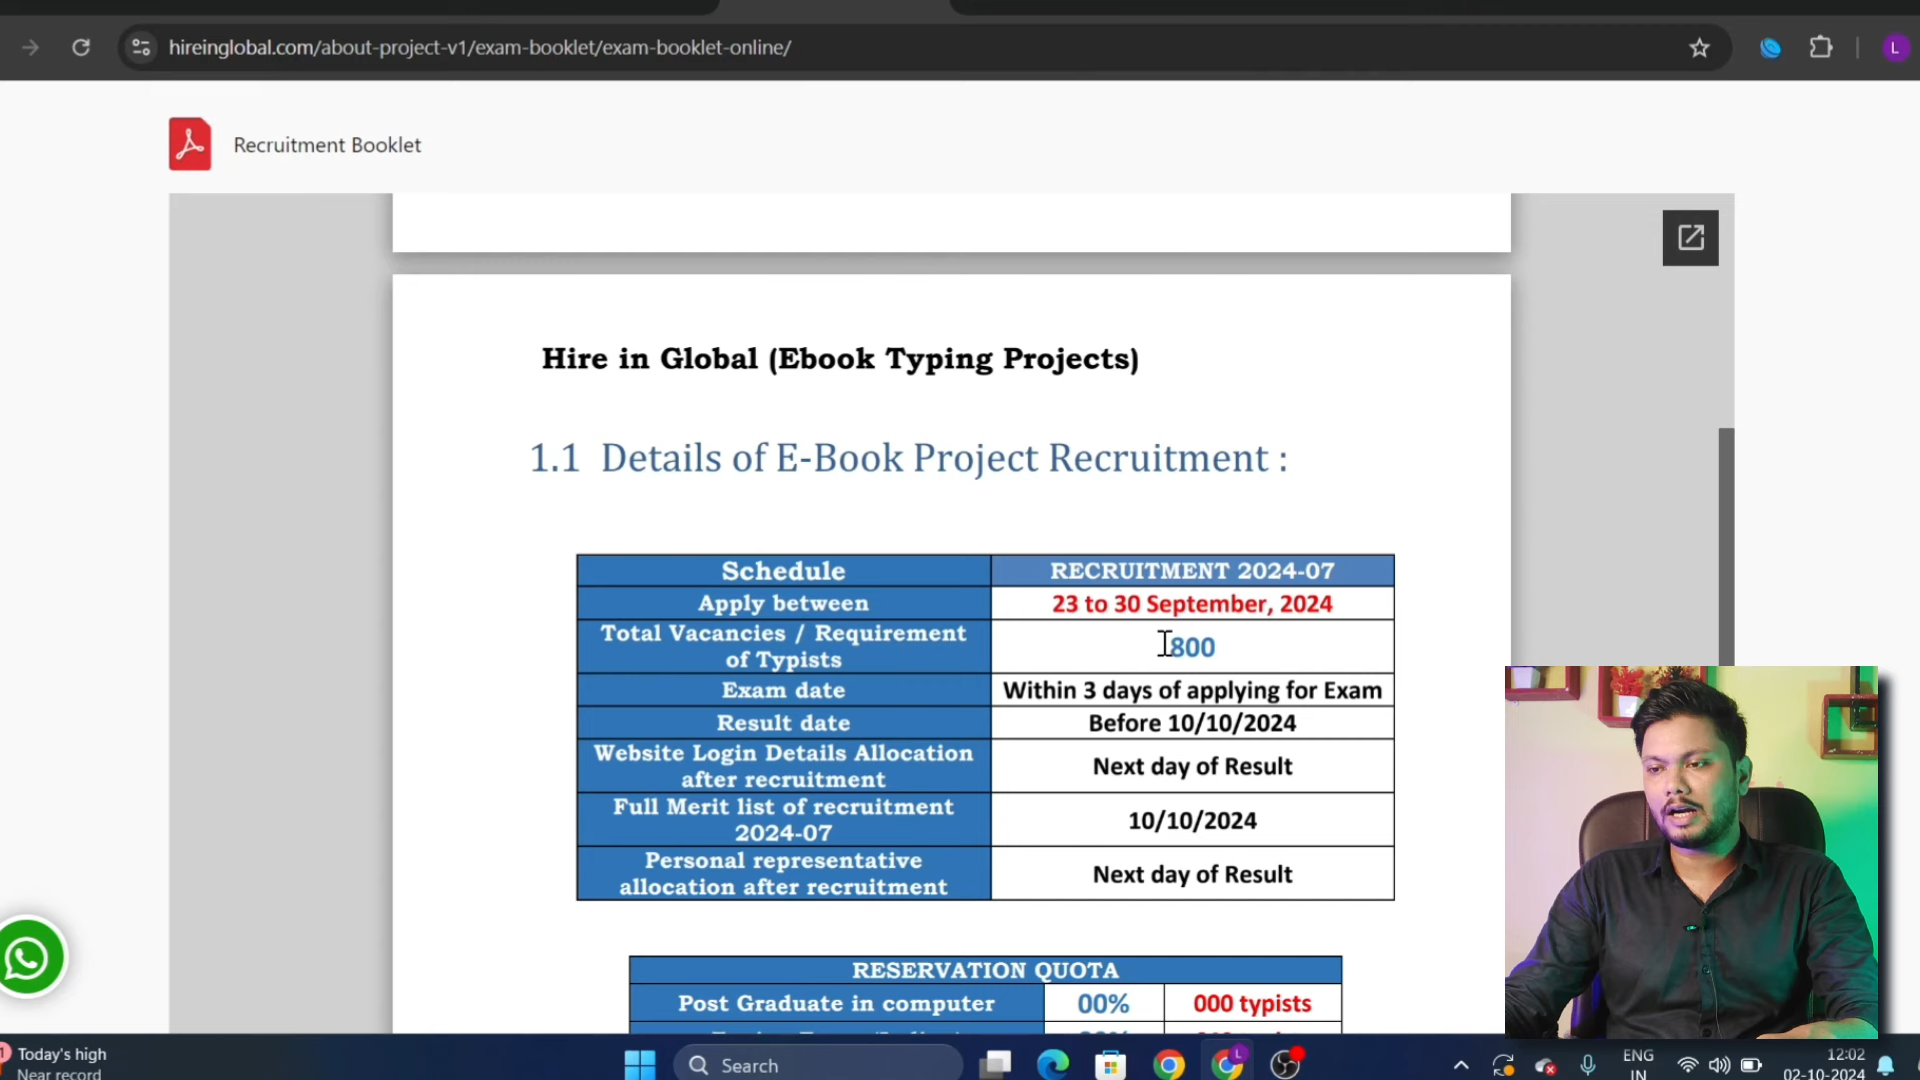 hireinglobal.com/about-project-v1/exam-booklet/exam-booklet-online/
L
Recruitment Booklet
Hire in Global (Ebook Typing Projects)
1.1 Details of E-Book Project Recruitment :
Schedule RECRUITMENT 2024-07
Apply between 23 to 30 September, 2024
Total Vacancies / Requirement
of Typists
800
Exam date Within 3 days of applying for Exam
Result date Before 10/10/2024
Website Login Details Allocation
after recruitment
Next day of Result
Full Merit list of recruitment
2024-07
10/10/2024
Personal representative
allocation after recruitment
Next day of Result
RESERVATION QUOTA
Post Graduate in computer 00% 000 typists
1
Today's high
Near record
Search
L
ENG
IN
12:02
02-10-2024